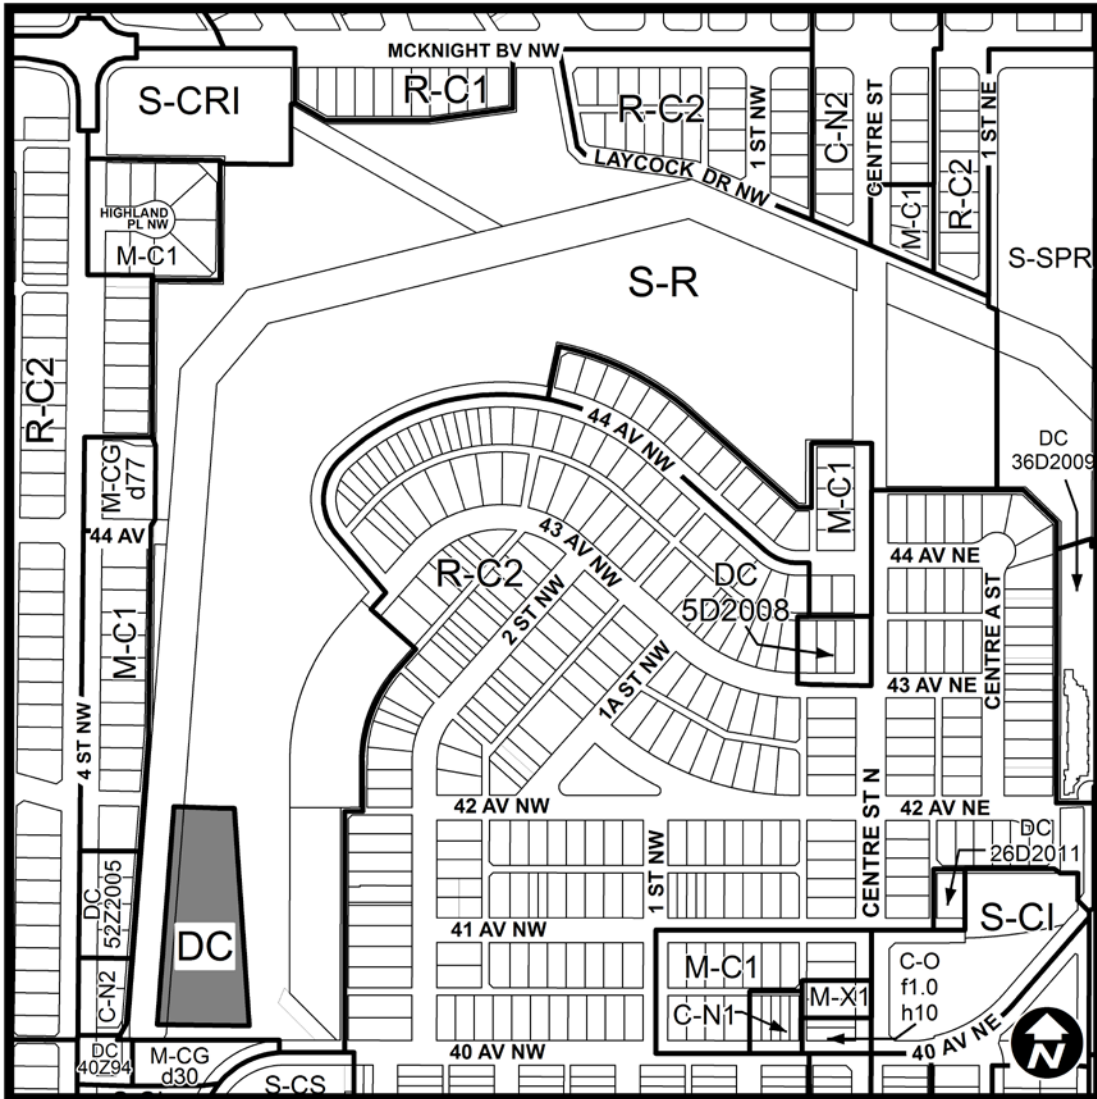 MCKNIGHT BV NW
S-CRI
R-C1
R-C2
1 ST NW
C-N2
CENTRE ST
M-C1
R-C2
1 ST NE
LAYCOCK DR NW
S-SPR
HIGHLAND
PL NW
M-C1
S-R
R-C2
44 AV NW
M-CG
d77
M-C1
DC
36D2009
44 AV
43 AV NW
44 AV NE
R-C2
DC
5D2008
2 ST NW
CENTRE A ST
M-C1
1A ST NW
43 AV NE
4 ST NW
42 AV NW
CENTRE ST N
42 AV NE
DC
26D2011
1 ST NW
DC
52Z2005
DC
41 AV NW
S-CI
M-C1
C-O
f1.0
h10
C-N2
M-X1
C-N1
40 AV NW
40 AV NE
N
DC
40Z94
M-CG
d30
S-CS